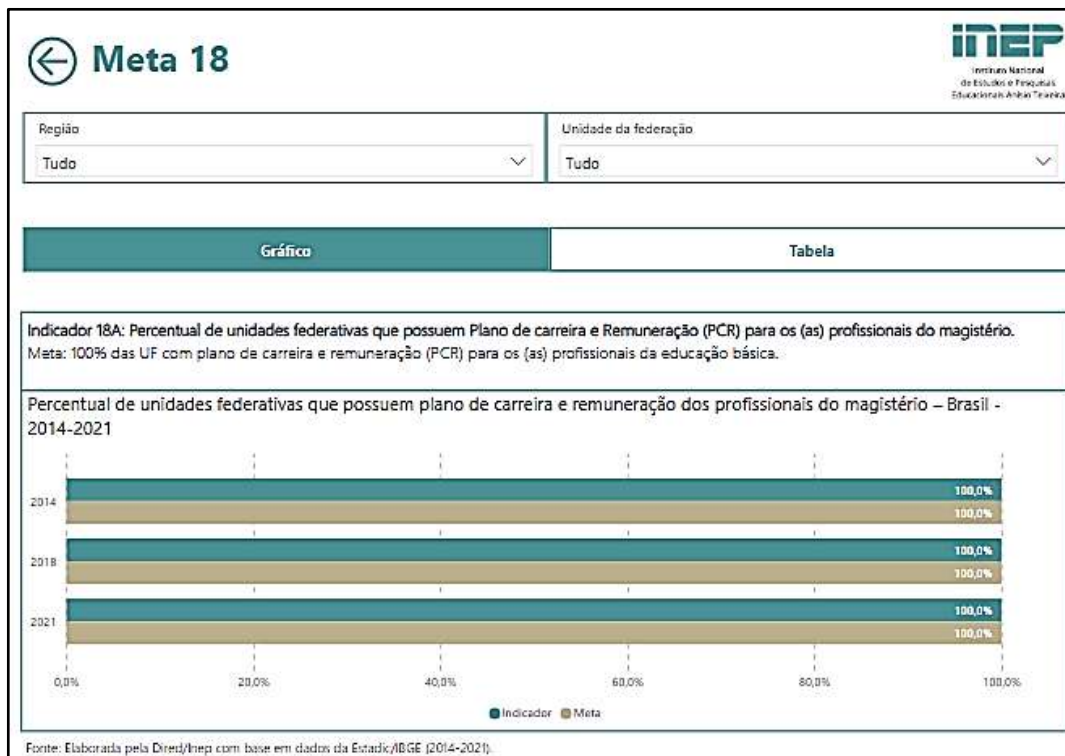 Meta 18
INEP
Instituto Nacional
de Estudos e Pesquisas
Educacionais Anísio Teixeira
Região
Tudo
Unidade da federação
Tudo
Gráfico
Tabela
Indicador 18A: Percentual de unidades federativas que possuem Plano de carreira e Remuneração (PCR) para os (as) profissionais do magistério.
Meta: 100% das UF com plano de carreira e remuneração (PCR) para os (as) profissionais da educação básica.
Percentual de unidades federativas que possuem plano de carreira e remuneração dos profissionais do magistério – Brasil -
2014-2021
2014
100,0%
100,0%
2018
100,0%
100,0%
2021
100,0%
100,0%
0,0%
20,0%
40,0%
60,0%
80,0%
100,0%
Indicador
Meta
Fonte: Elaborada pela Dired/Inep com base em dados da Estadic/IBGE (2014-2021).